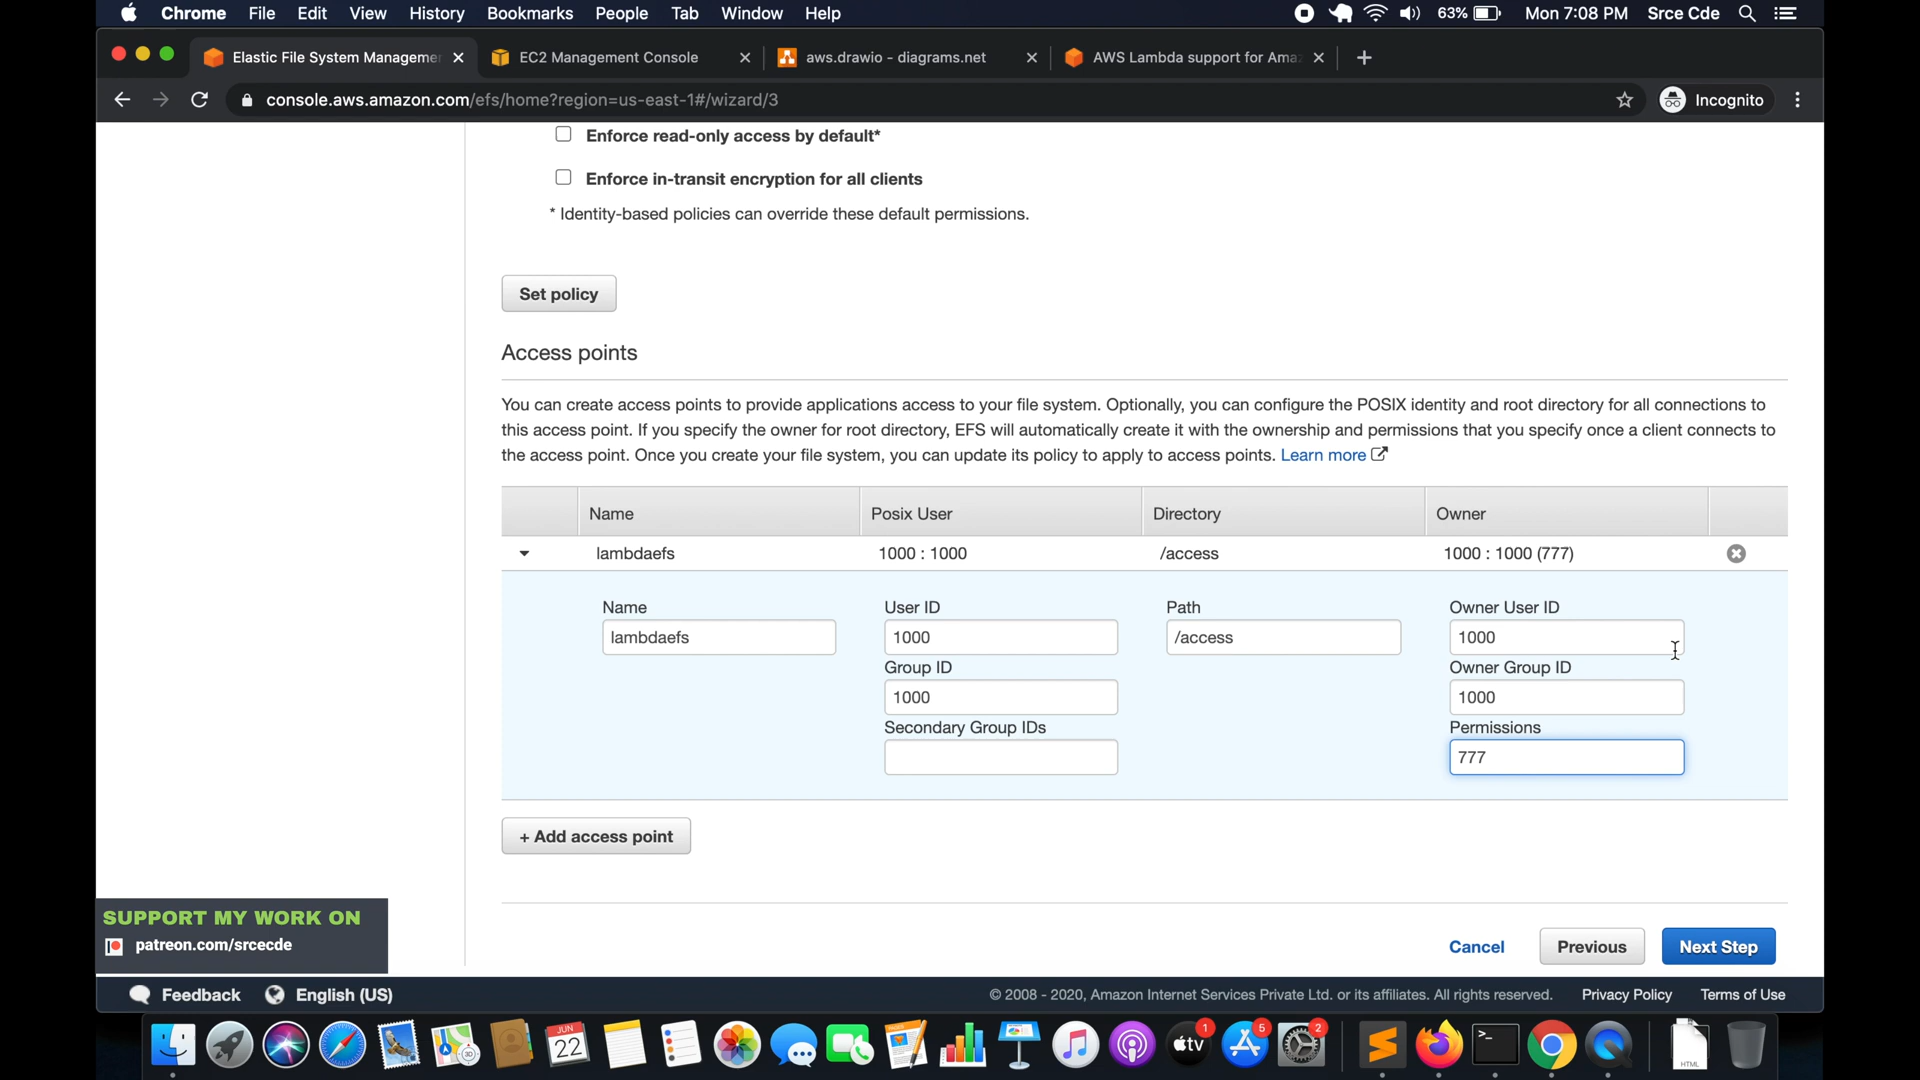 Chrome File Edit View History Bookmarks People Tab Window Help 63% Mon 7:08 PM Srce Cde
Elastic File System Manageme EC2 Management Console aws.drawio - diagrams.net AWS Lambda support for Ama
console.aws.amazon.com/efs/home?region=us-east-1#/wizard/3 Incognito
Enforce read-only access by default*
Enforce in-transit encryption for all clients
* Identity-based policies can override these default permissions.
Set policy
Access points
You can create access points to provide applications access to your file system. Optionally, you can configure the POSIX identity and root directory for all connections to
this access point. If you specify the owner for root directory, EFS will automatically create it with the ownership and permissions that you specify once a client connects to
the access point. Once you create your file system, you can update its policy to apply to access points. Learn more
Name Posix User Directory Owner
lambdaefs 1000 : 1000 /access 1000 : 1000 (777)
Name User ID Path Owner User ID
lambdaefs 1000 /access 1000
Group ID Owner Group ID
1000 1000
Secondary Group IDs Permissions
777
+ Add access point
SUPPORT MY WORK ON
patreon.com/srcecde
Cancel Previous Next Step
Feedback English (US) © 2008 - 2020, Amazon Internet Services Private Ltd. or its affiliates. All rights reserved. Privacy Policy Terms of Use
JUN
22
tv 1 5 2
HTML